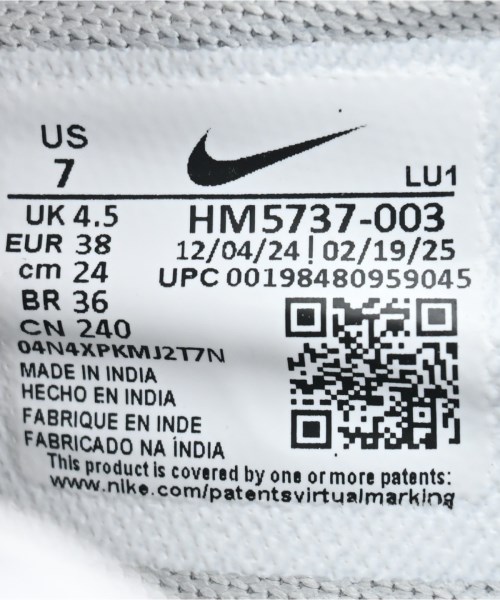 US
7
LU1
UK 4.5
EUR 38
cm 24
BR 36
CN 240
HM5737-003
12/04/24 | 02/19/25
UPC 00198480959045
04N4XPKMJ2T7N
MADE IN INDIA
HECHO EN INDIA
FABRIQUE EN INDE
FABRICADO NA ÍNDIA
This product is covered by one or more patents:
www.nike.com/patentsvirtualmarking